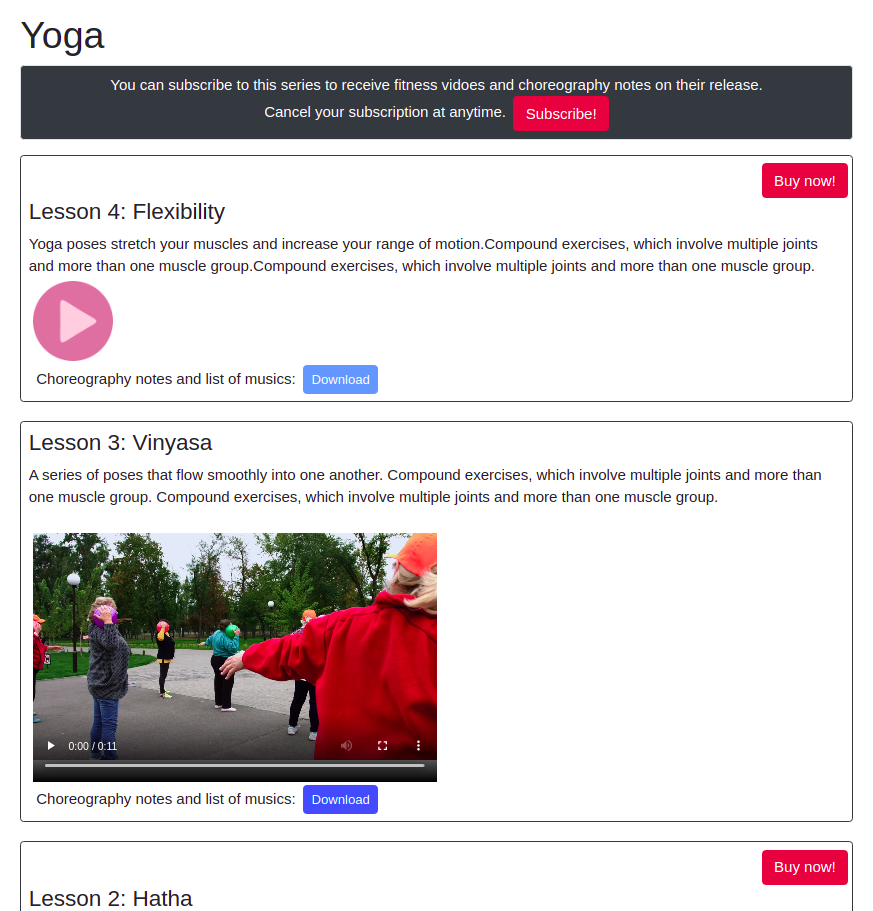 Yoga
You can subscribe to this series to receive fitness vidoes and choreography notes on their release.
Cancel your subscription at anytime. Subscribe!
Buy now!
Lesson 4: Flexibility
Yoga poses stretch your muscles and increase your range of motion.Compound exercises, which involve multiple joints
and more than one muscle group.Compound exercises, which involve multiple joints and more than one muscle group.
Choreography notes and list of musics: Download
Lesson 3: Vinyasa
A series of poses that flow smoothly into one another. Compound exercises, which involve multiple joints and more than
one muscle group. Compound exercises, which involve multiple joints and more than one muscle group.
0:00 / 0:11
Choreography notes and list of musics: Download
Buy now!
Lesson 2: Hatha